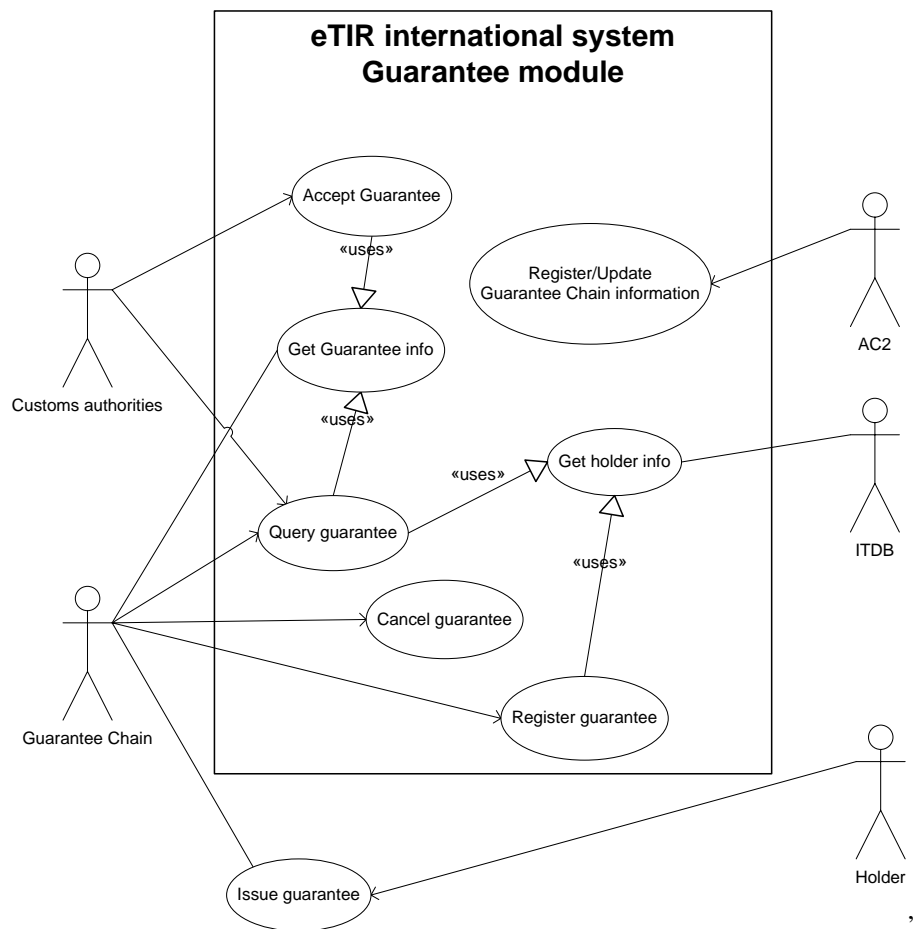 eTIR international system
Guarantee module
Accept Guarantee
«uses»
Register/Update
Guarantee Chain information
AC2
Get Guarantee info
Customs authorities
«uses»
Get holder info
«uses»
Query guarantee
ITDB
«uses»
Cancel guarantee
Register guarantee
Guarantee Chain
Issue guarantee
Holder
,